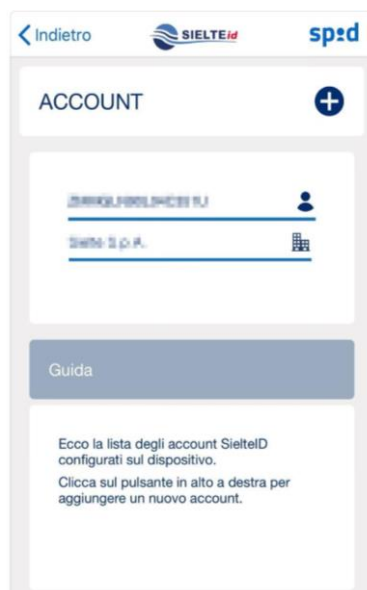 Indietro SIELTEid sp:d
ACCOUNT
Guida
Ecco la lista degli account SielteID
configurati sul dispositivo.
Clicca sul pulsante in alto a destra per
aggiungere un nuovo account.